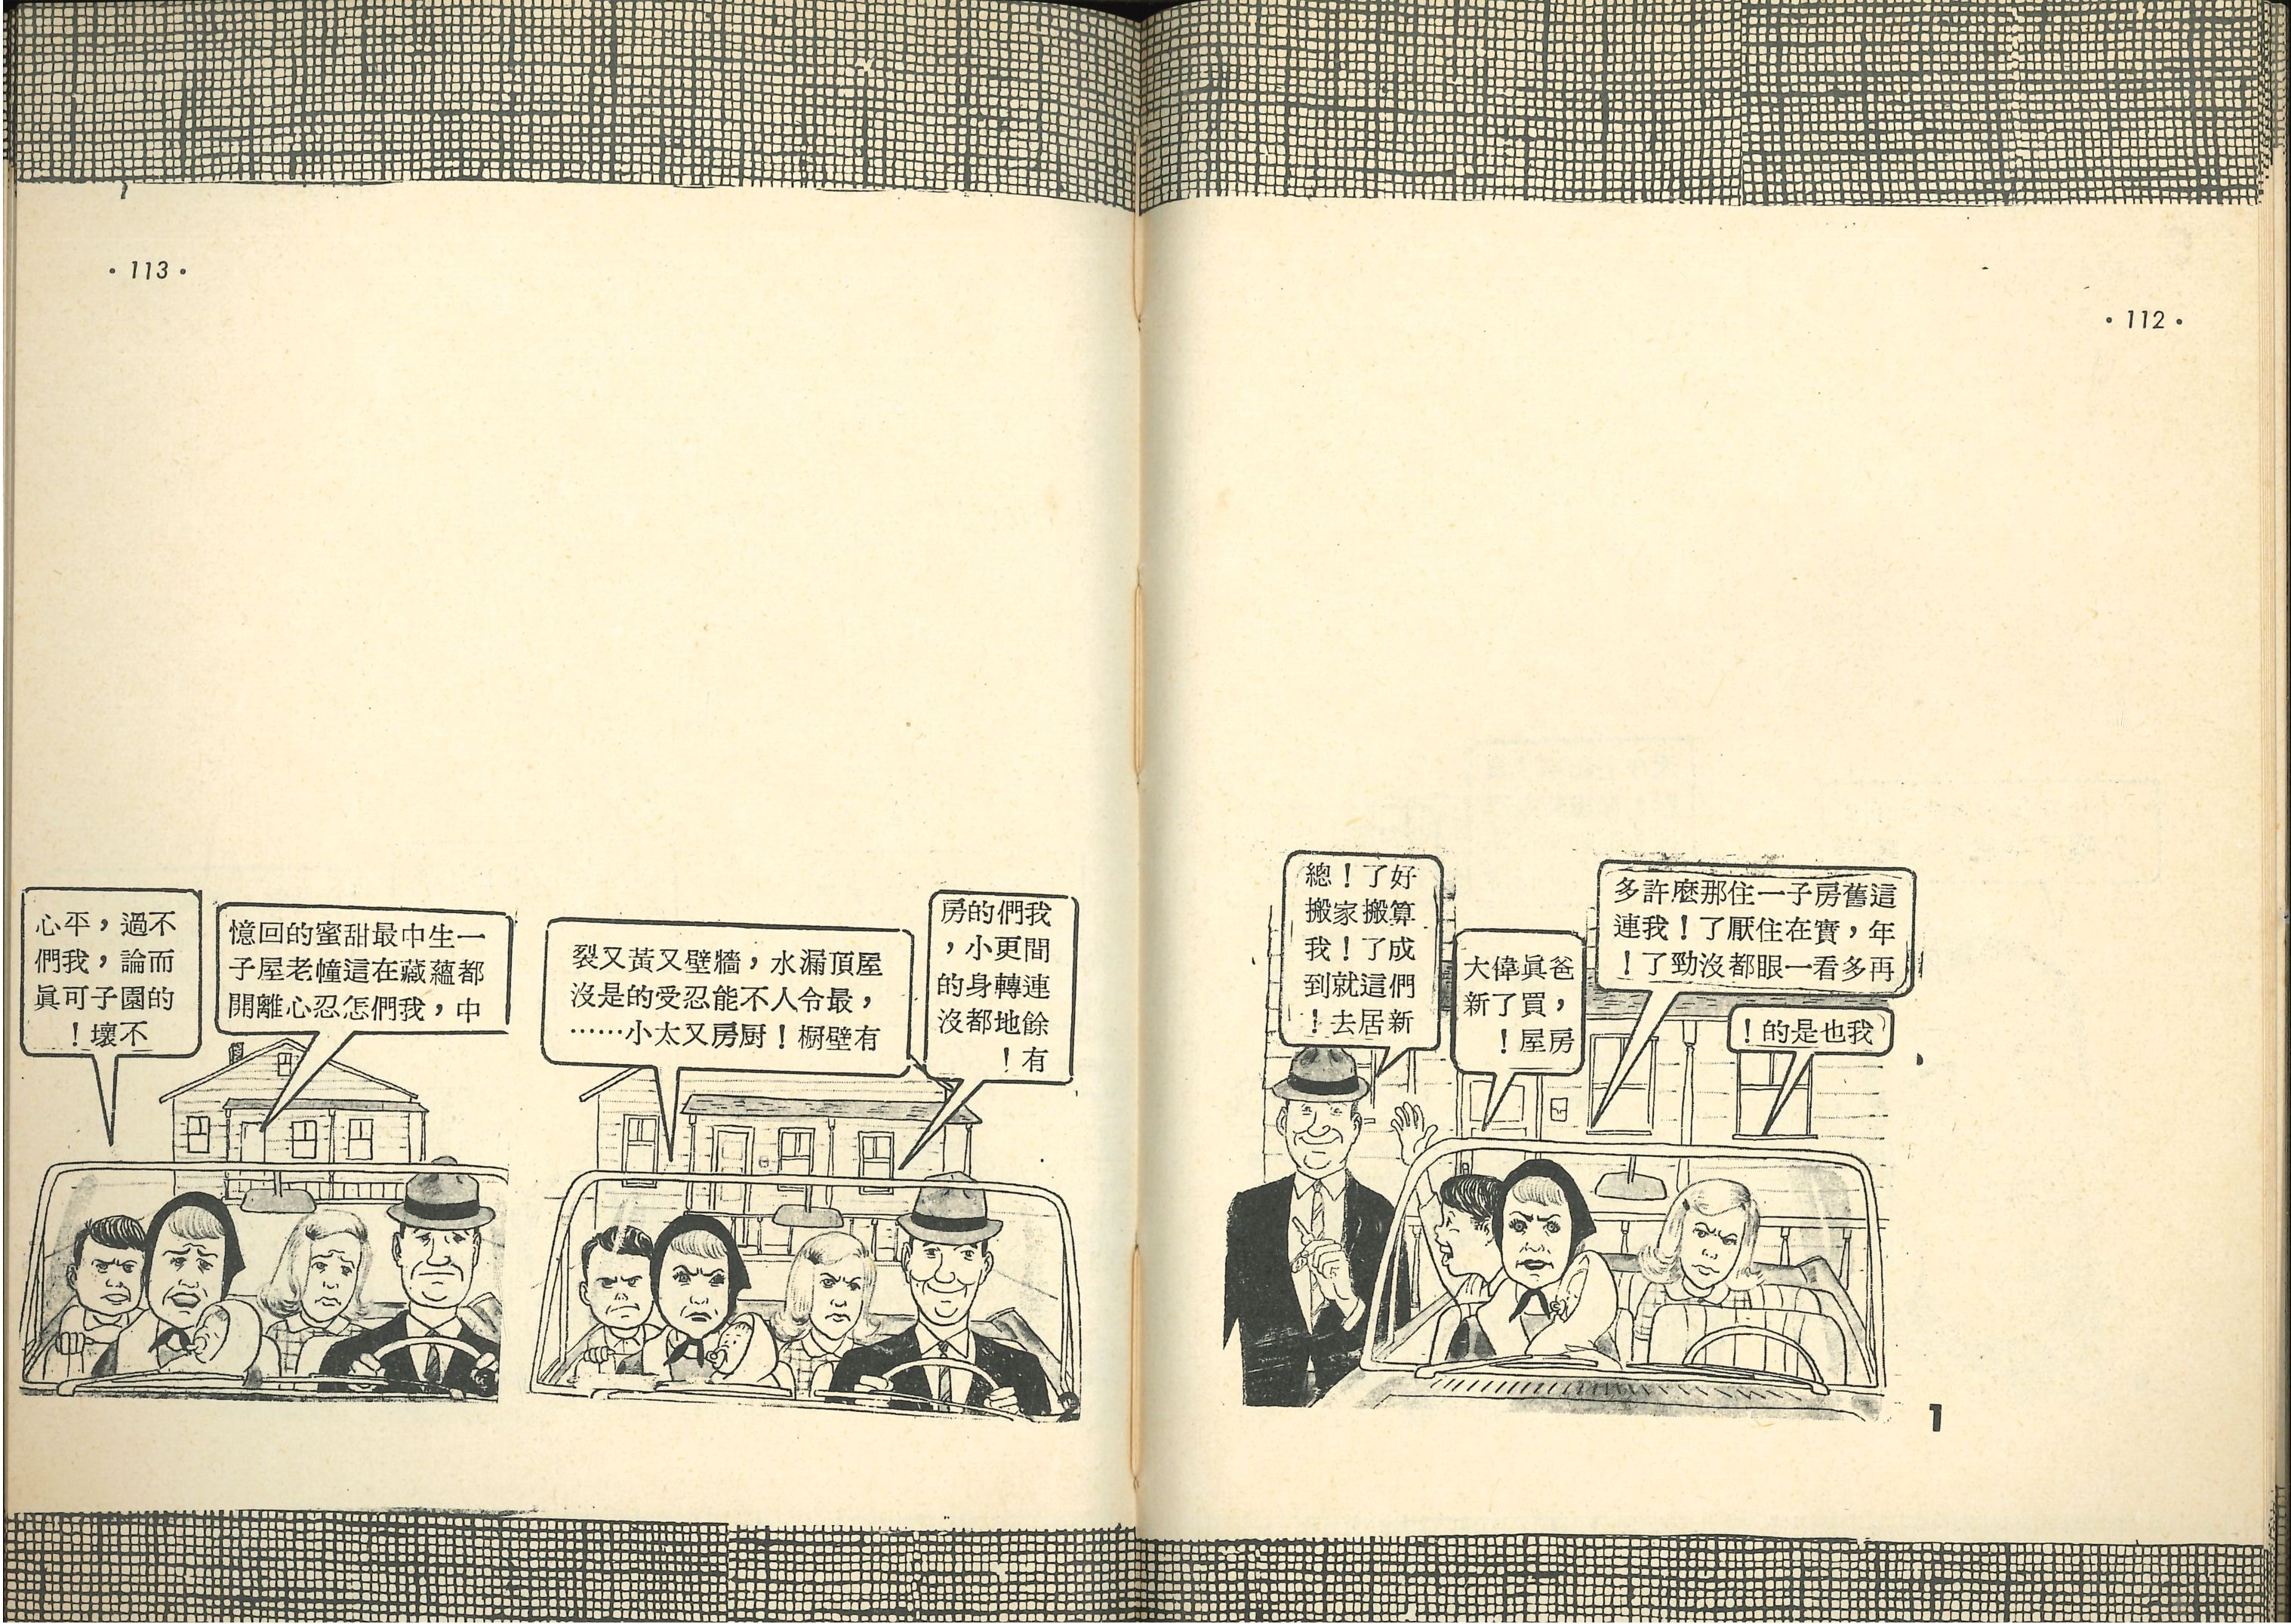 ·112·
這舊房子一住那麽許多
年，實在住厭了！我連
再多看一眼都沒勁了！
我也是的！
爸眞偉大
，買了新
房屋！
好了！總
算搬家搬
成了！我
們這就到
新居去！
1
·113·
我們的房
間更小，
連轉身的
餘地都沒
有！
屋頂漏水，牆壁又黃又裂
，最令人不能忍受的是沒
有壁橱！厨房又太小……
一生中最甜蜜的回憶
都蘊藏在這幢老屋子
中，我們怎忍心離開
不過，平心
而論，我們
的園子可眞
不壞！